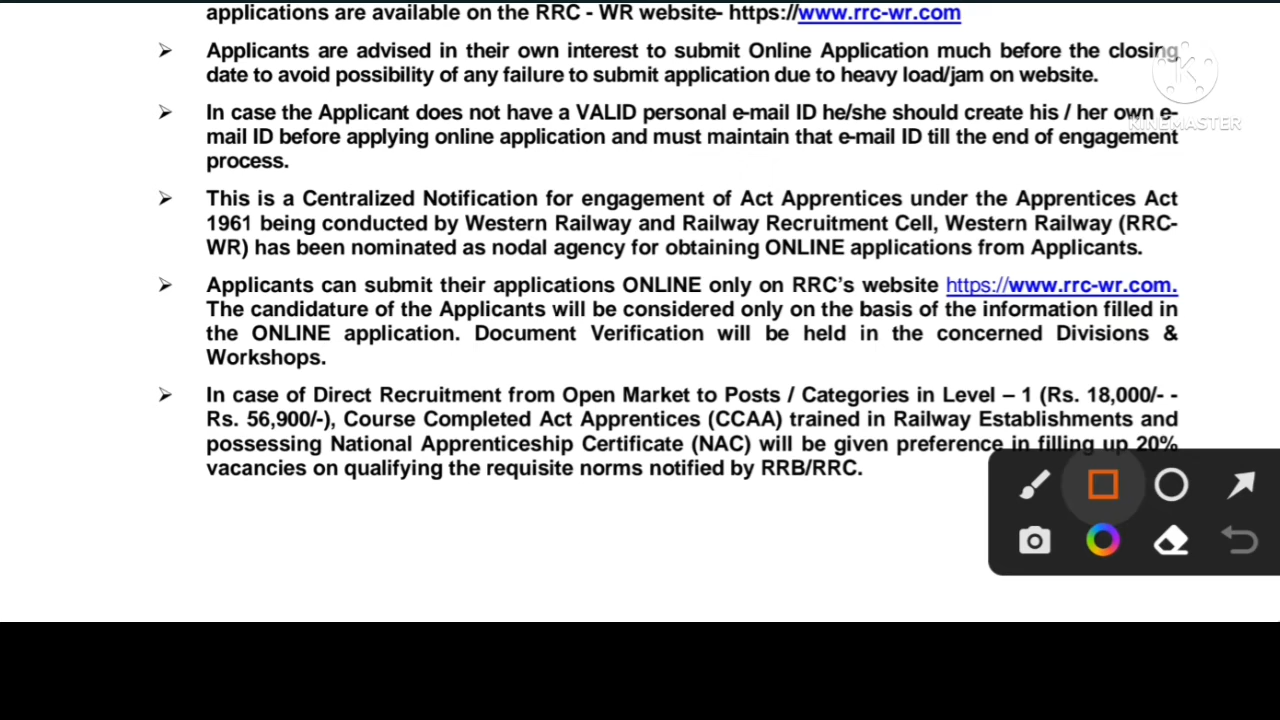 applications are available on the RRC - WR website- https://www.rrc-wr.com
➢ Applicants are advised in their own interest to submit Online Application much before the closing
date to avoid possibility of any failure to submit application due to heavy load/jam on website.
➢ In case the Applicant does not have a VALID personal e-mail ID he/she should create his / her own e-
mail ID before applying online application and must maintain that e-mail ID till the end of engagement
process.
➢ This is a Centralized Notification for engagement of Act Apprentices under the Apprentices Act
1961 being conducted by Western Railway and Railway Recruitment Cell, Western Railway (RRC-
WR) has been nominated as nodal agency for obtaining ONLINE applications from Applicants.
➢ Applicants can submit their applications ONLINE only on RRC’s website https://www.rrc-wr.com.
The candidature of the Applicants will be considered only on the basis of the information filled in
the ONLINE application. Document Verification will be held in the concerned Divisions &
Workshops.
➢ In case of Direct Recruitment from Open Market to Posts / Categories in Level – 1 (Rs. 18,000/- -
Rs. 56,900/-), Course Completed Act Apprentices (CCAA) trained in Railway Establishments and
possessing National Apprenticeship Certificate (NAC) will be given preference in filling up 20%
vacancies on qualifying the requisite norms notified by RRB/RRC.
KINEMASTER